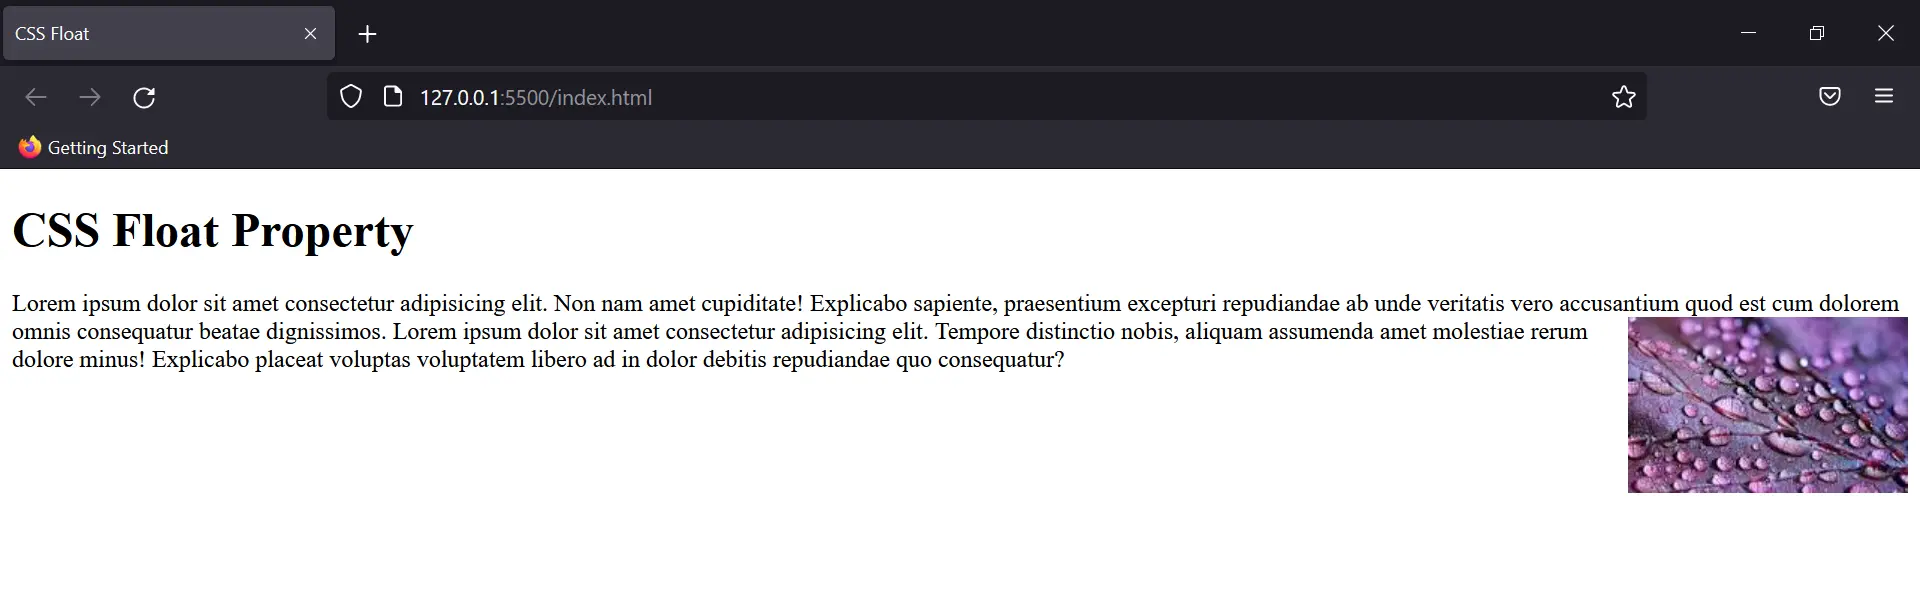 CSS Float
127.0.0.1:5500/index.html
Getting Started
CSS Float Property
Lorem ipsum dolor sit amet consectetur adipisicing elit. Non nam amet cupiditate! Explicabo sapiente, praesentium excepturi repudiandae ab unde veritatis vero accusantium quod est cum dolorem
omnis consequatur beatae dignissimos. Lorem ipsum dolor sit amet consectetur adipisicing elit. Tempore distinctio nobis, aliquam assumenda amet molestiae rerum
dolore minus! Explicabo placeat voluptas voluptatem libero ad in dolor debitis repudiandae quo consequatur?